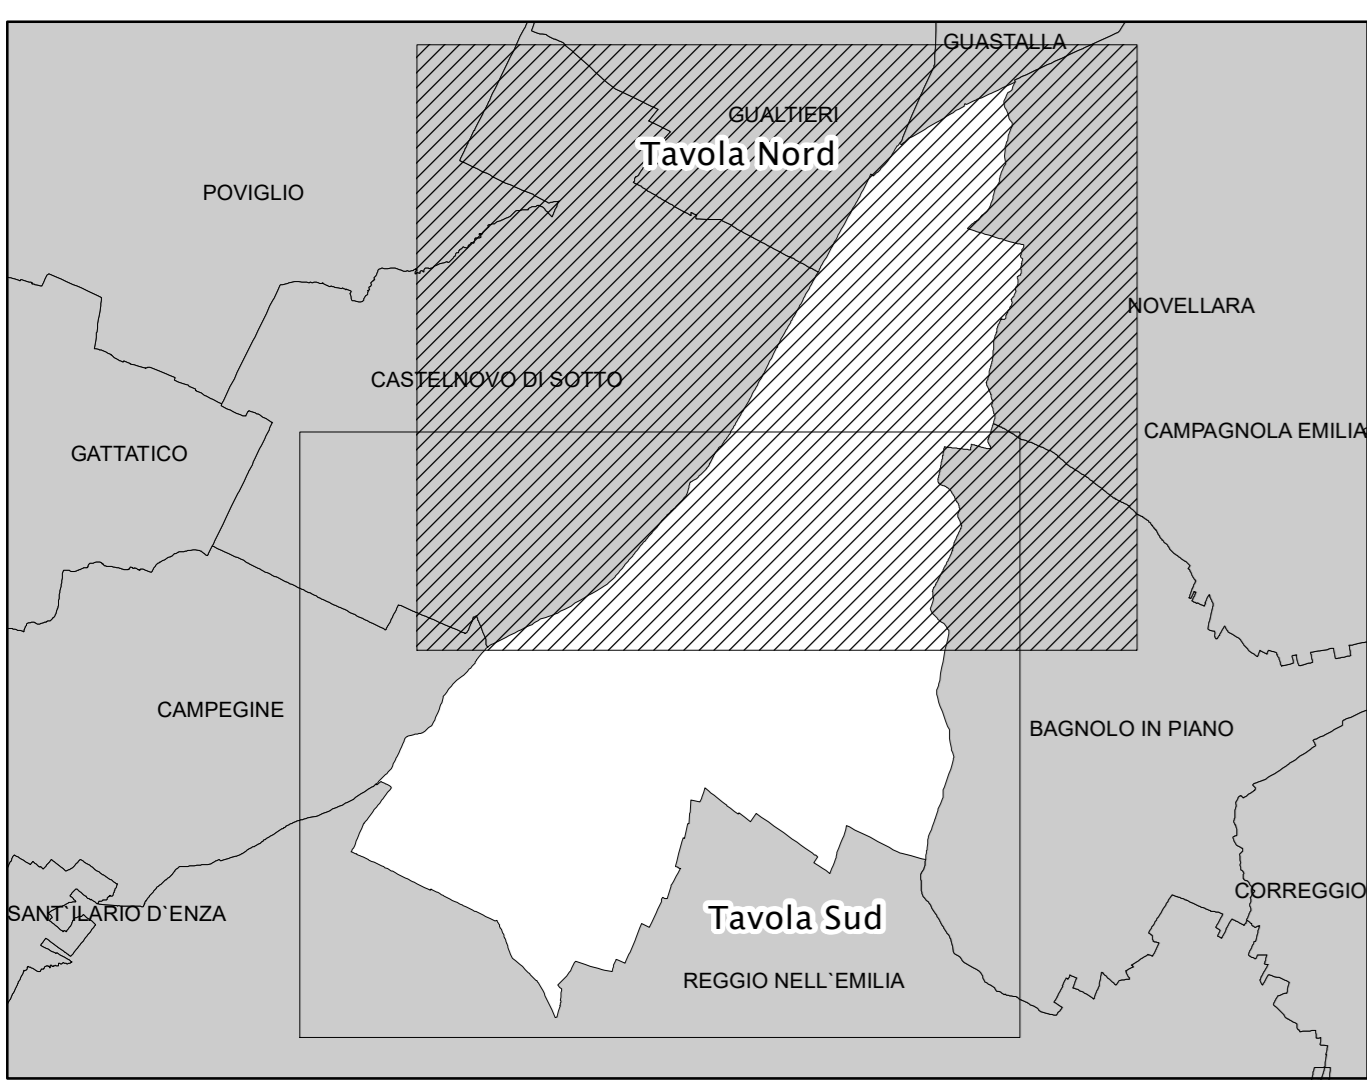 GUASTALLA
GUALTIERI
Tavola Nord
POVIGLIO
NOVELLARA
CASTELNOVO DI SOTTO
CAMPAGNOLA EMILIA
GATTATICO
CAMPEGINE
BAGNOLO IN PIANO
CORREGGIO
SANT`ILARIO D`ENZA
Tavola Sud
REGGIO NELL`EMILIA